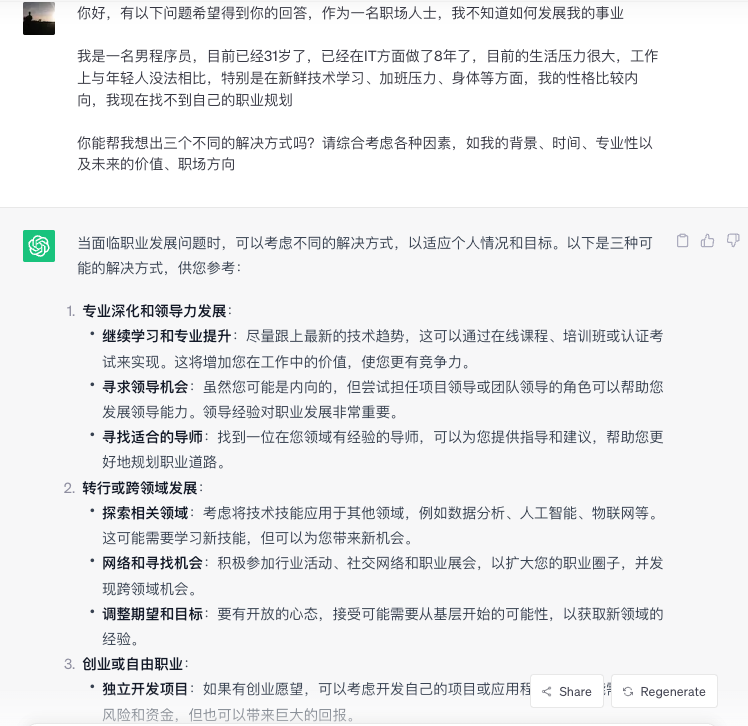 你好，有以下问题希望得到你的回答，作为一名职场人士，我不知道如何发展我的事业
我是一名男程序员，目前已经31岁了，已经在IT方面做了8年了，目前的生活压力很大，工作
上与年轻人没法相比，特别是在新鲜技术学习、加班压力、身体等方面，我的性格比较内
向，我现在找不到自己的职业规划
你能帮我想出三个不同的解决方式吗？请综合考虑各种因素，如我的背景、时间、专业性以
及未来的价值、职场方向
当面临职业发展问题时，可以考虑不同的解决方式，以适应个人情况和目标。以下是三种可
能的解决方式，供您参考：
1. 专业深化和领导力发展：
• 继续学习和专业提升：尽量跟上最新的技术趋势，这可以通过在线课程、培训班或认证考
试来实现。这将增加您在工作中的价值，使您更有竞争力。
• 寻求领导机会：虽然您可能是内向的，但尝试担任项目领导或团队领导的角色可以帮助您
发展领导能力。领导经验对职业发展非常重要。
• 寻找适合的导师：找到一位在您领域有经验的导师，可以为您提供指导和建议，帮助您更
好地规划职业道路。
2. 转行或跨领域发展：
• 探索相关领域：考虑将技术技能应用于其他领域，例如数据分析、人工智能、物联网等。
这可能需要学习新技能，但可以为您带来新机会。
• 网络和寻找机会：积极参加行业活动、社交网络和职业展会，以扩大您的职业圈子，并发
现跨领域机会。
• 调整期望和目标：要有开放的心态，接受可能需要从基层开始的可能性，以获取新领域的
经验。
3. 创业或自由职业：
• 独立开发项目：如果有创业愿望，可以考虑开发自己的项目或应用程
Share
Regenerate
风险和资金，但也可以带来巨大的回报。